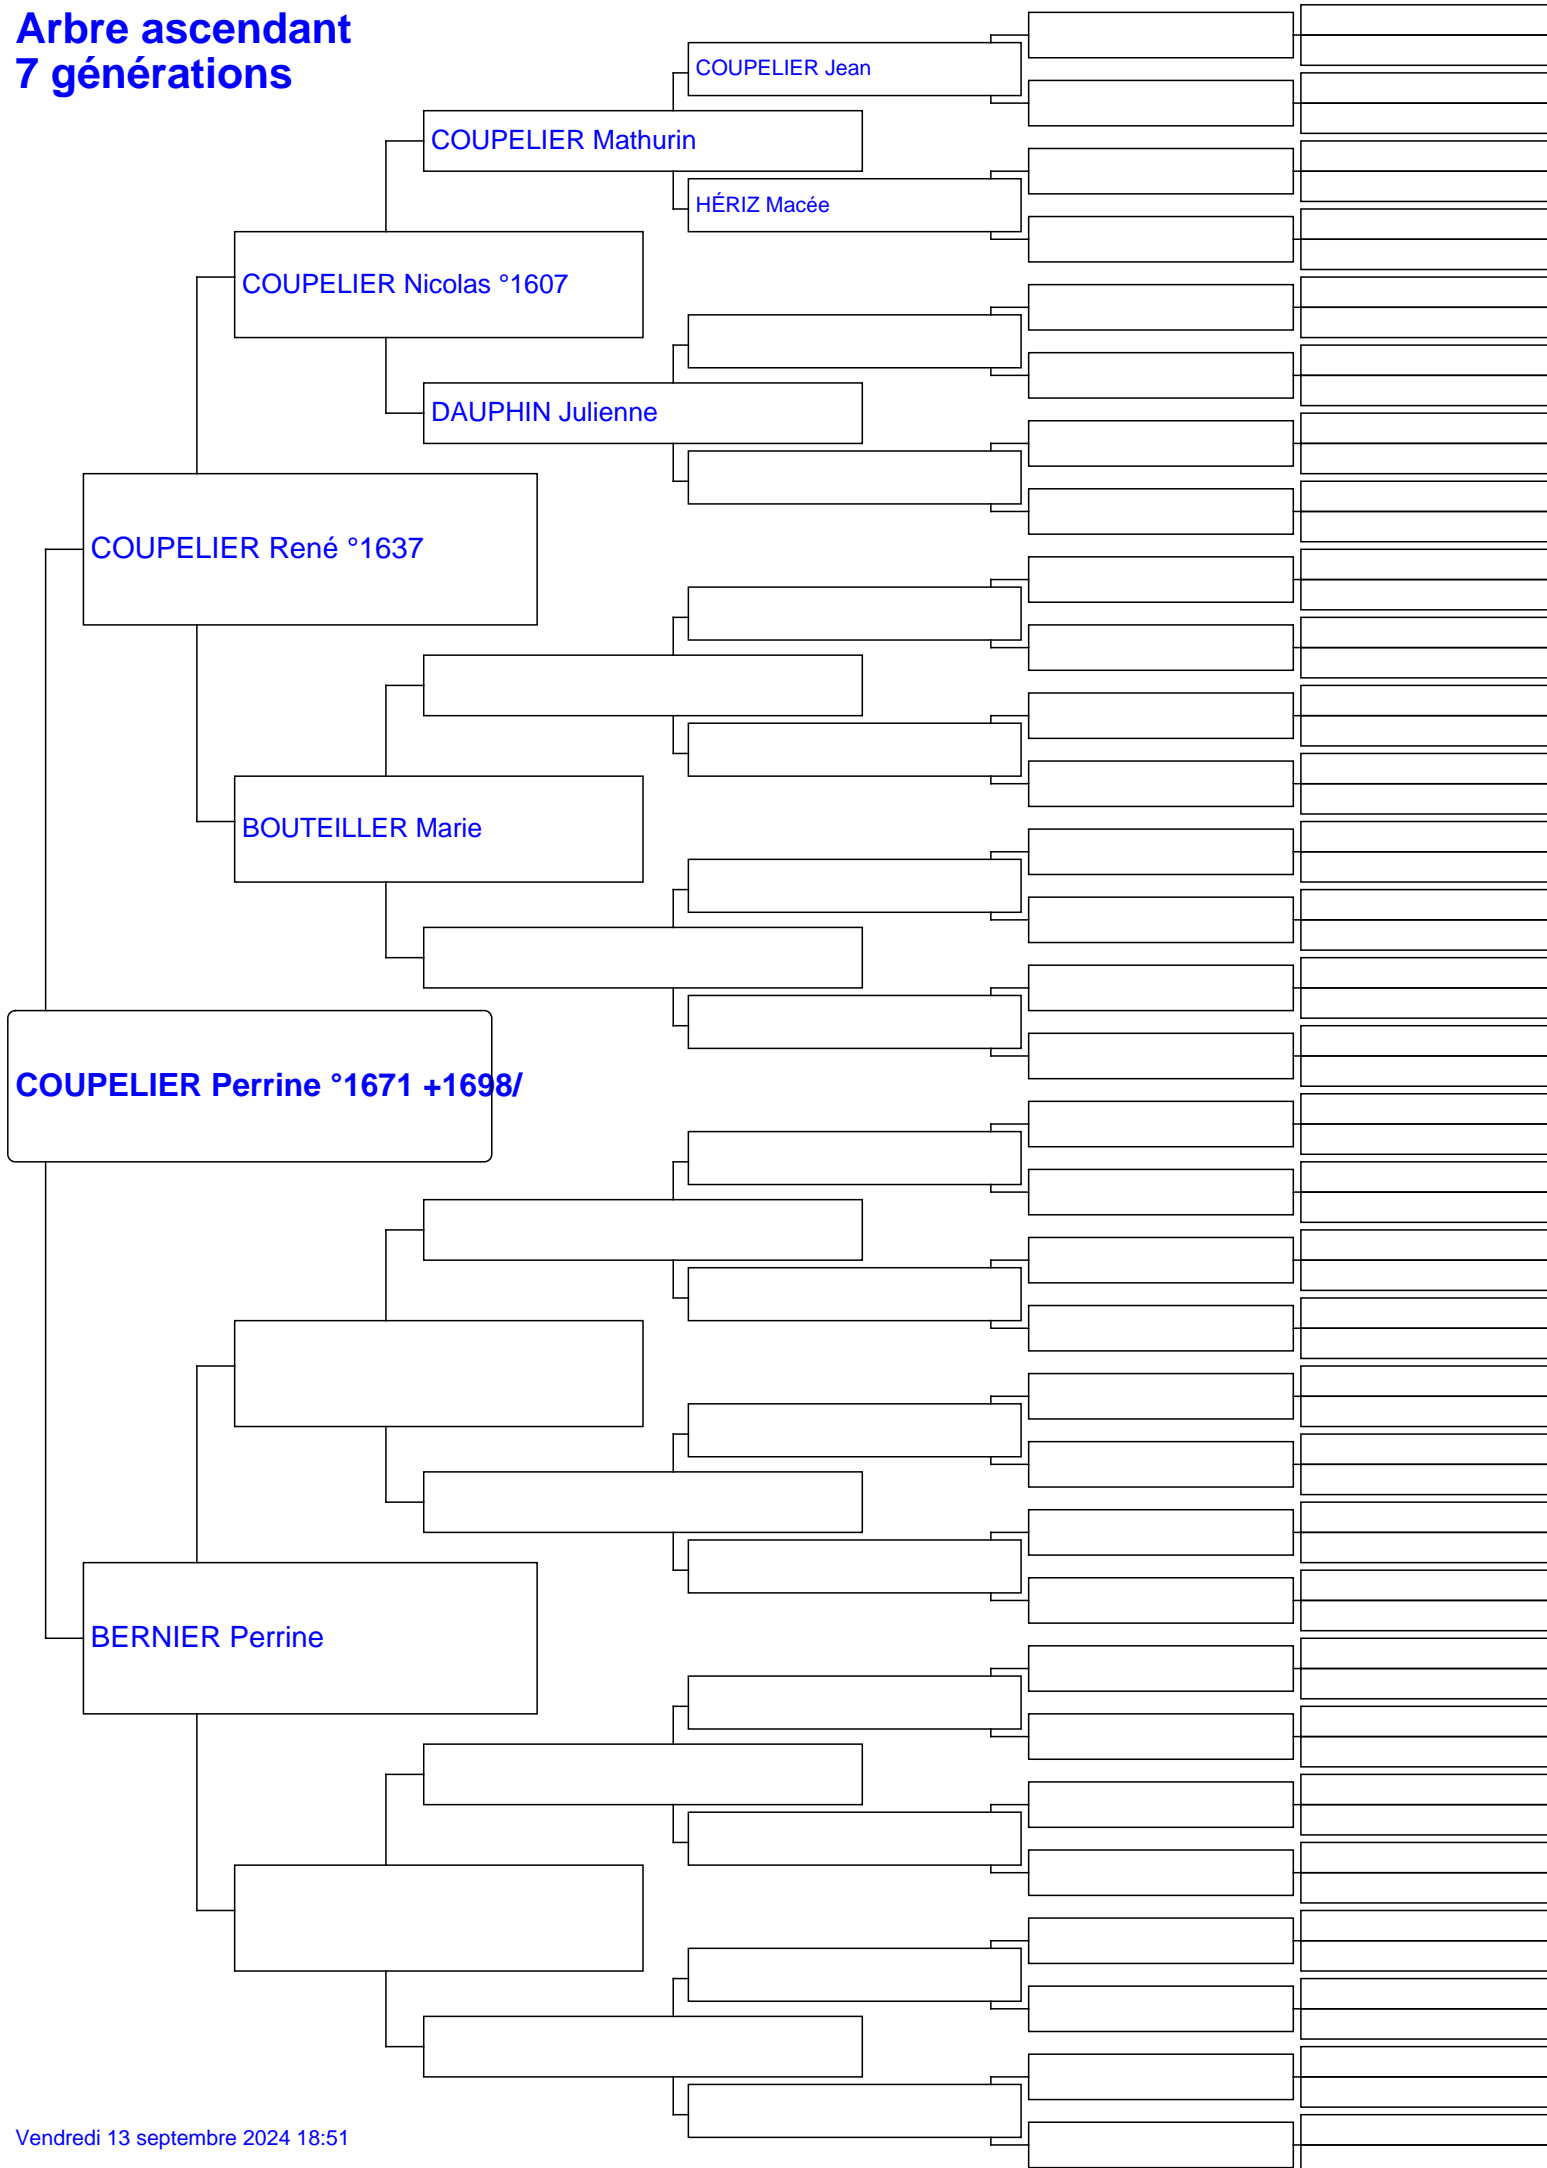 Arbre ascendant
7 générations
COUPELIER Jean
COUPELIER Mathurin
HÉRIZ Macée
COUPELIER Nicolas °1607
DAUPHIN Julienne
COUPELIER René °1637
BOUTEILLER Marie
COUPELIER Perrine °1671 +1698/
BERNIER Perrine
Vendredi 13 septembre 2024 18:51